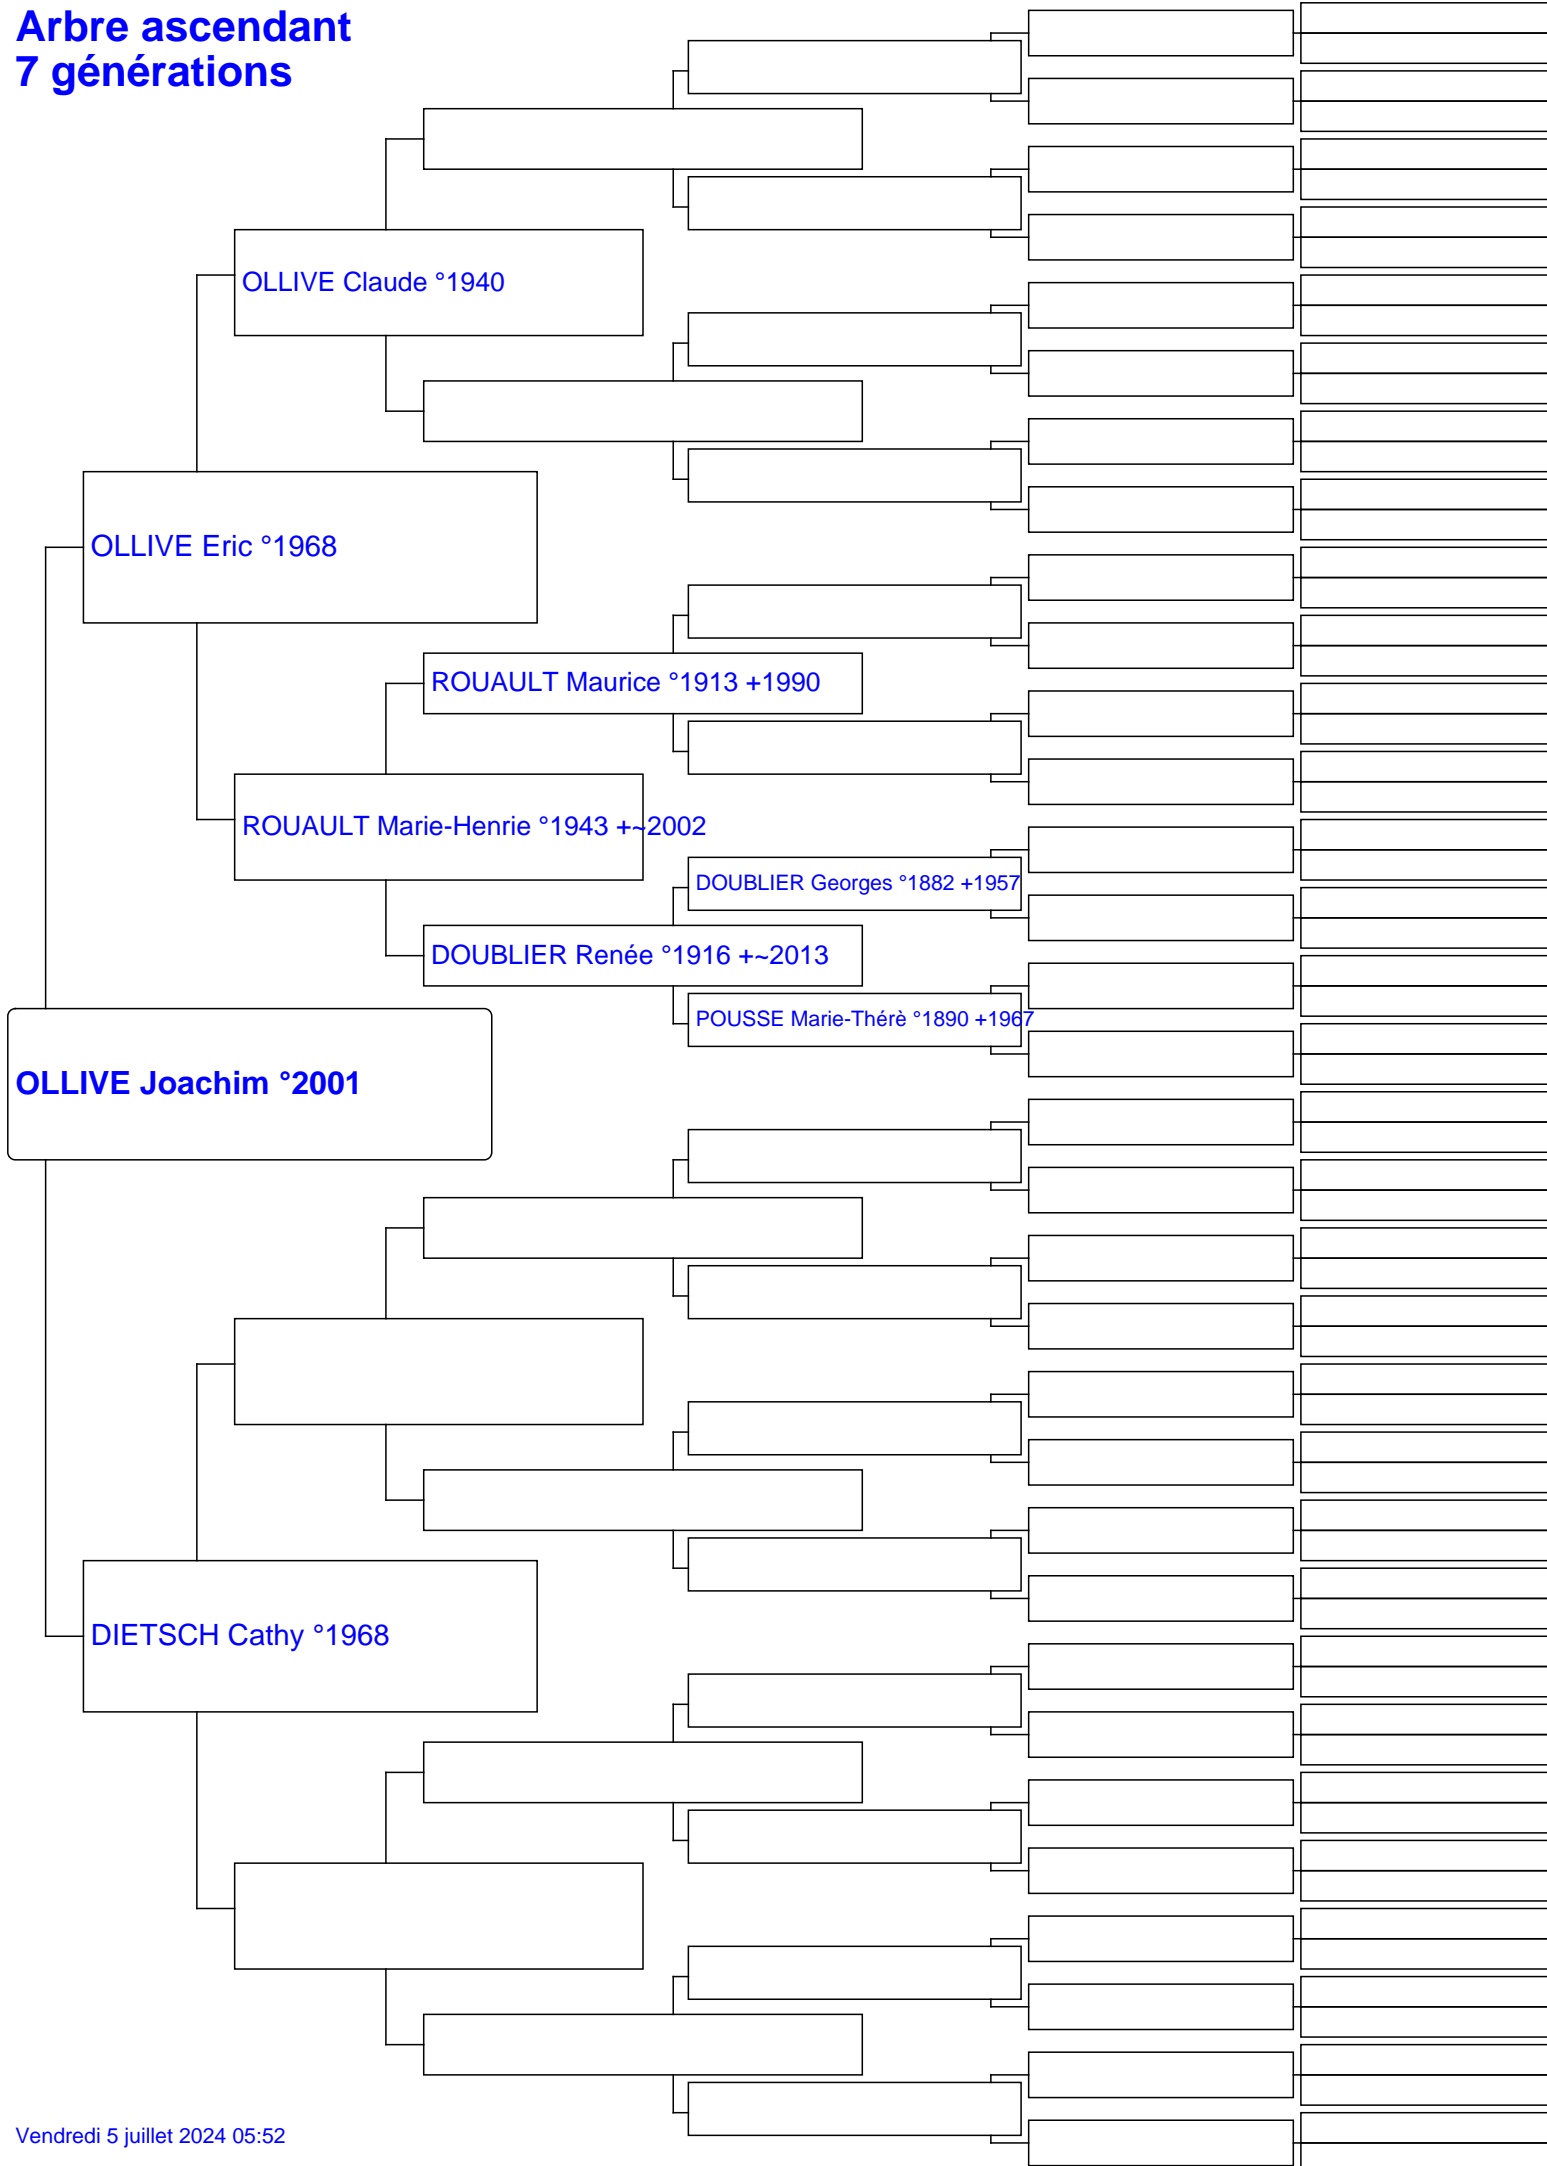 Arbre ascendant
7 générations
OLLIVE Claude °1940
OLLIVE Eric °1968
ROUAULT Maurice °1913 +1990
ROUAULT Marie-Henrie °1943 +~2002
DOUBLIER Georges °1882 +1957
DOUBLIER Renée °1916 +~2013
POUSSE Marie-Thérè °1890 +1967
OLLIVE Joachim °2001
DIETSCH Cathy °1968
Vendredi 5 juillet 2024 05:52